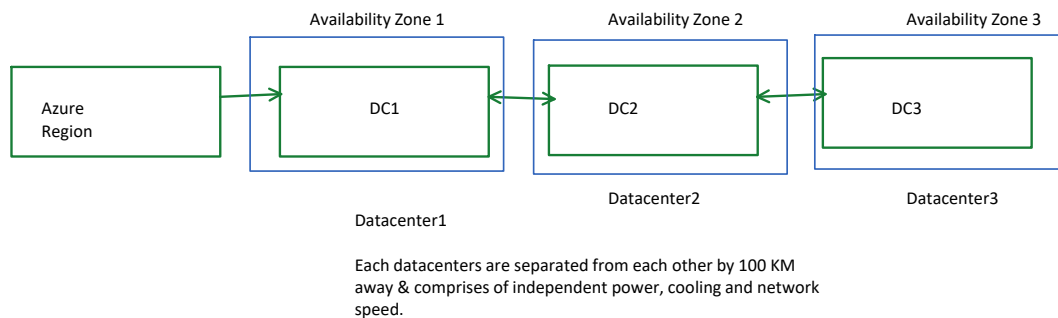 Availability Zone 1
Availability Zone 2
Availability Zone 3
Azure
Region
DC1
DC2
DC3
Datacenter1
Datacenter2
Datacenter3
Each datacenters are separated from each other by 100 KM
away & comprises of independent power, cooling and network
speed.